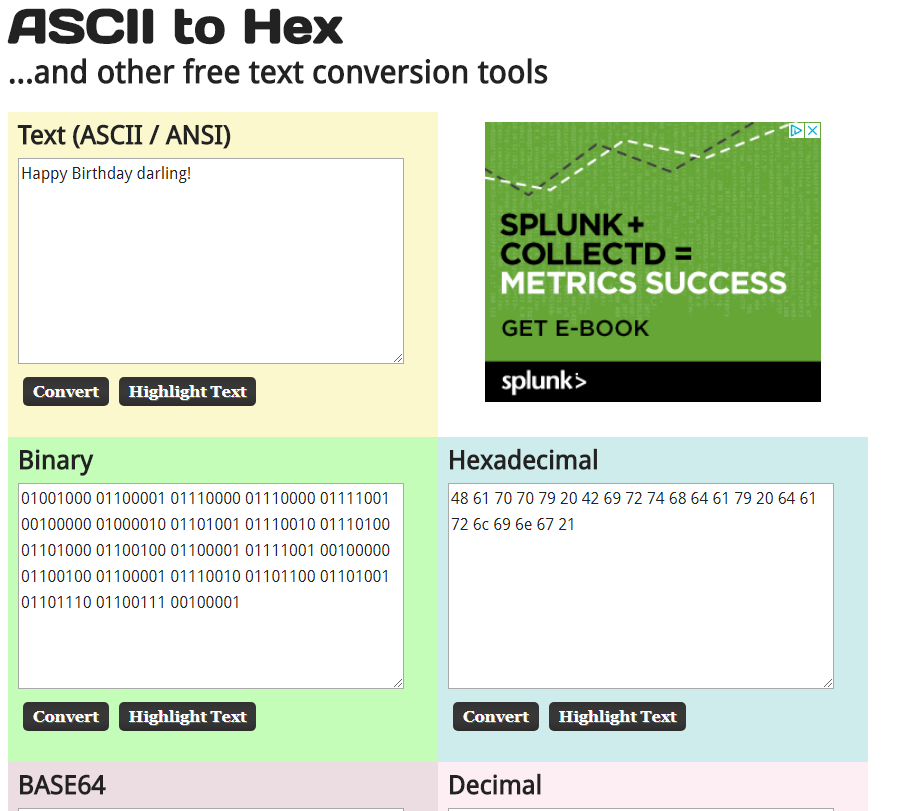 ASCII to Hex
...and other free text conversion tools
Text (ASCII / ANSI)
Happy Birthday darling!
Convert Highlight Text
SPLUNK +
COLLECTD =
METRICS SUCCESS
GET E-BOOK
splunk>
Binary
01001000 01100001 01110000 01110000 01111001
00100000 01000010 01101001 01110010 01110100
01101000 01100100 01100001 01111001 00100000
01100100 01100001 01110010 01101100 01101001
01101110 01100111 00100001
Convert Highlight Text
Hexadecimal
48 61 70 70 79 20 42 69 72 74 68 64 61 79 20 64 61
72 6c 69 6e 67 21
Convert Highlight Text
BASE64
Decimal